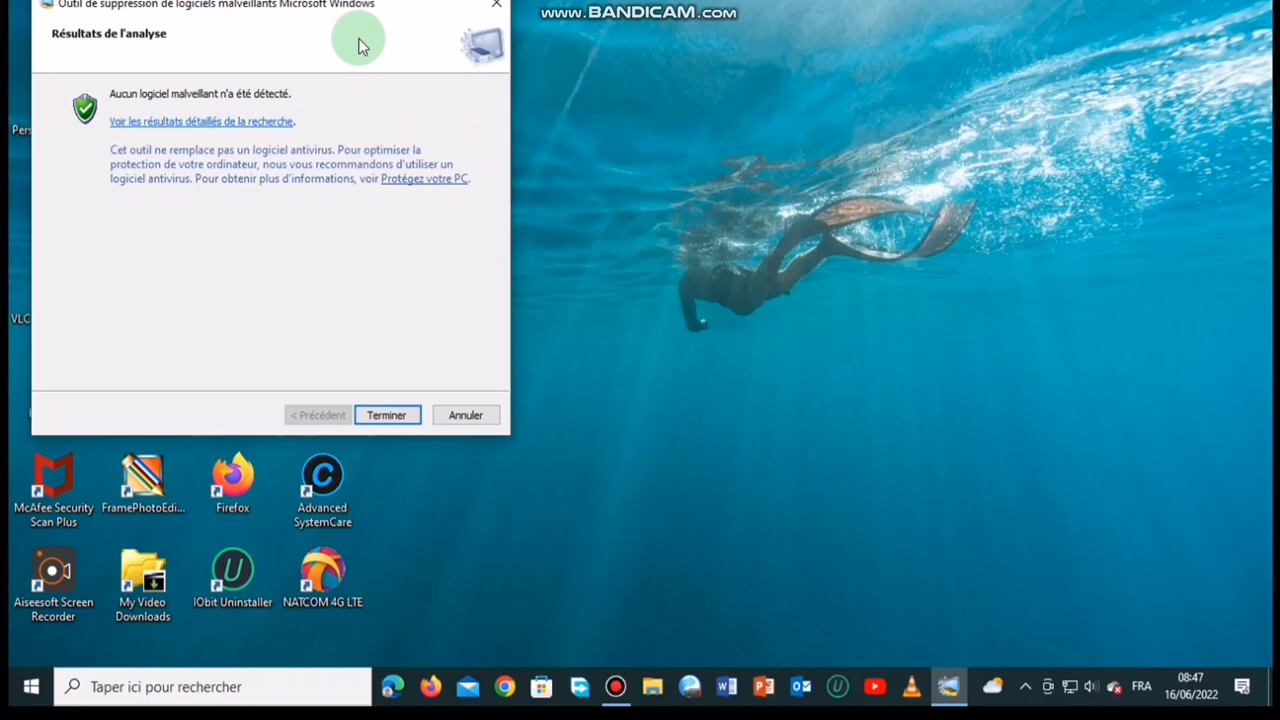 Outil de suppression de logiciels malveillants Microsoft Windows
www.BANDICAM.com
Résultats de l'analyse
Aucun logiciel malveillant n'a été détecté.
Voir les résultats détaillés de la recherche.
Cet outil ne remplace pas un logiciel antivirus. Pour optimiser la
protection de votre ordinateur, nous vous recommandons d'utiliser un
logiciel antivirus. Pour obtenir plus d'informations, voir Protégez votre PC.
Pers
VLC
< Précédent
Terminer
Annuler
McAfee Security
Scan Plus
FramePhotoEdi...
Firefox
Advanced
SystemCare
Aiseesoft Screen
Recorder
My Video
Downloads
IObit Uninstaller
NATCOM 4G LTE
Taper ici pour rechercher
FRA
08:47
16/06/2022